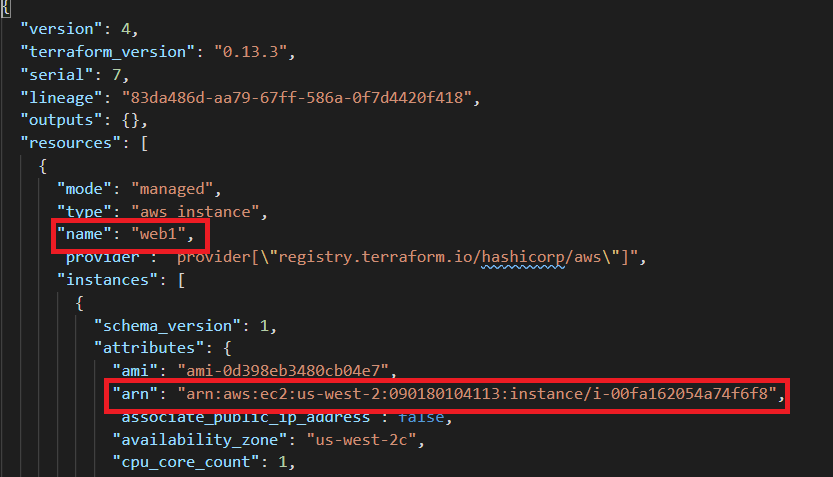 {
"version": 4,
"terraform_version": "0.13.3",
"serial": 7,
"lineage": "83da486d-aa79-67ff-586a-0f7d4420f418",
"outputs": {},
"resources": [
{
"mode": "managed",
"type": "aws_instance",
"name": "web1",
provider": provider[\"registry.terraform.io/hashicorp/aws\"]",
"instances": [
{
"schema_version": 1,
"attributes": {
"ami": "ami-0d398eb3480cb04e7",
"arn": "arn:aws:ec2:us-west-2:090180104113:instance/i-00fa162054a74f6f8",
associate_public_ip_address": false,
"availability_zone": "us-west-2c",
"cpu_core_count": 1,